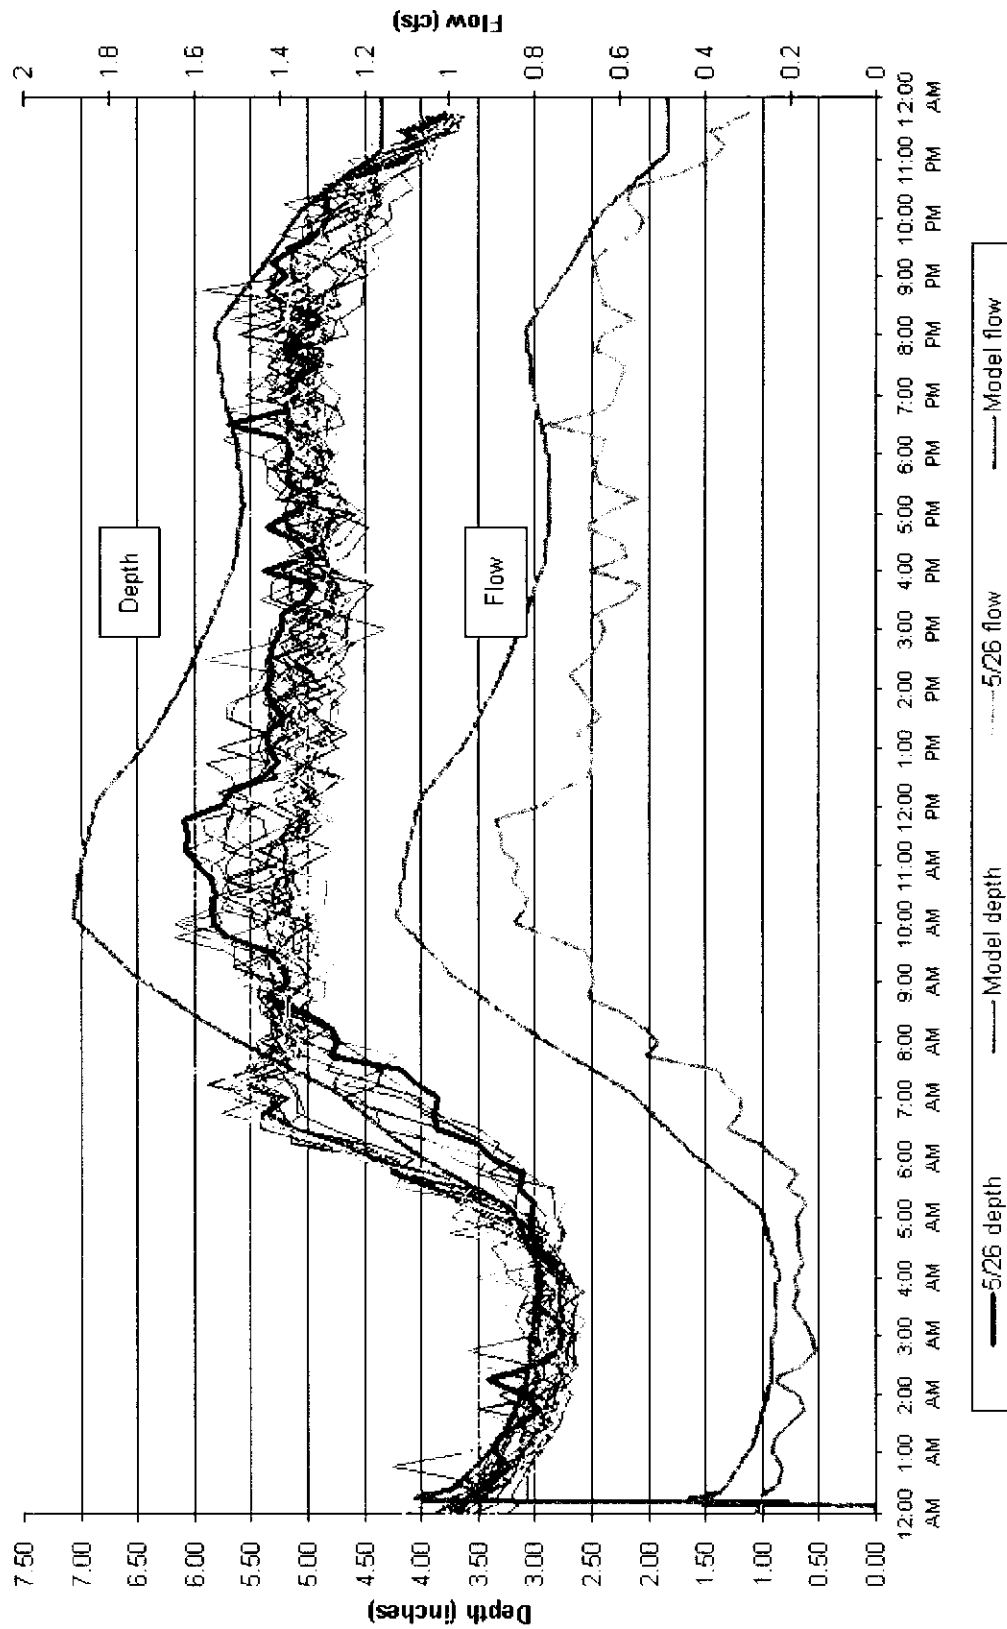 Depth (inches)
7.50
7.00
6.50
6.00
5.50
5.00
4.50
4.00
3.50
3.00
2.50
2.00
1.50
1.00
0.50
0.00
Depth
Flow
2
1.8
1.6
1.4
1.2
1
0.8
0.6
0.4
0.2
0
Flow (cfs)
12:00 AM
1:00 AM
2:00 AM
3:00 AM
4:00 AM
5:00 AM
6:00 AM
7:00 AM
8:00 AM
9:00 AM
10:00 AM
11:00 AM
12:00 PM
1:00 PM
2:00 PM
3:00 PM
4:00 PM
5:00 PM
6:00 PM
7:00 PM
8:00 PM
9:00 PM
10:00 PM
11:00 PM
12:00 AM
5/26 depth
Model depth
5/26 flow
Model flow